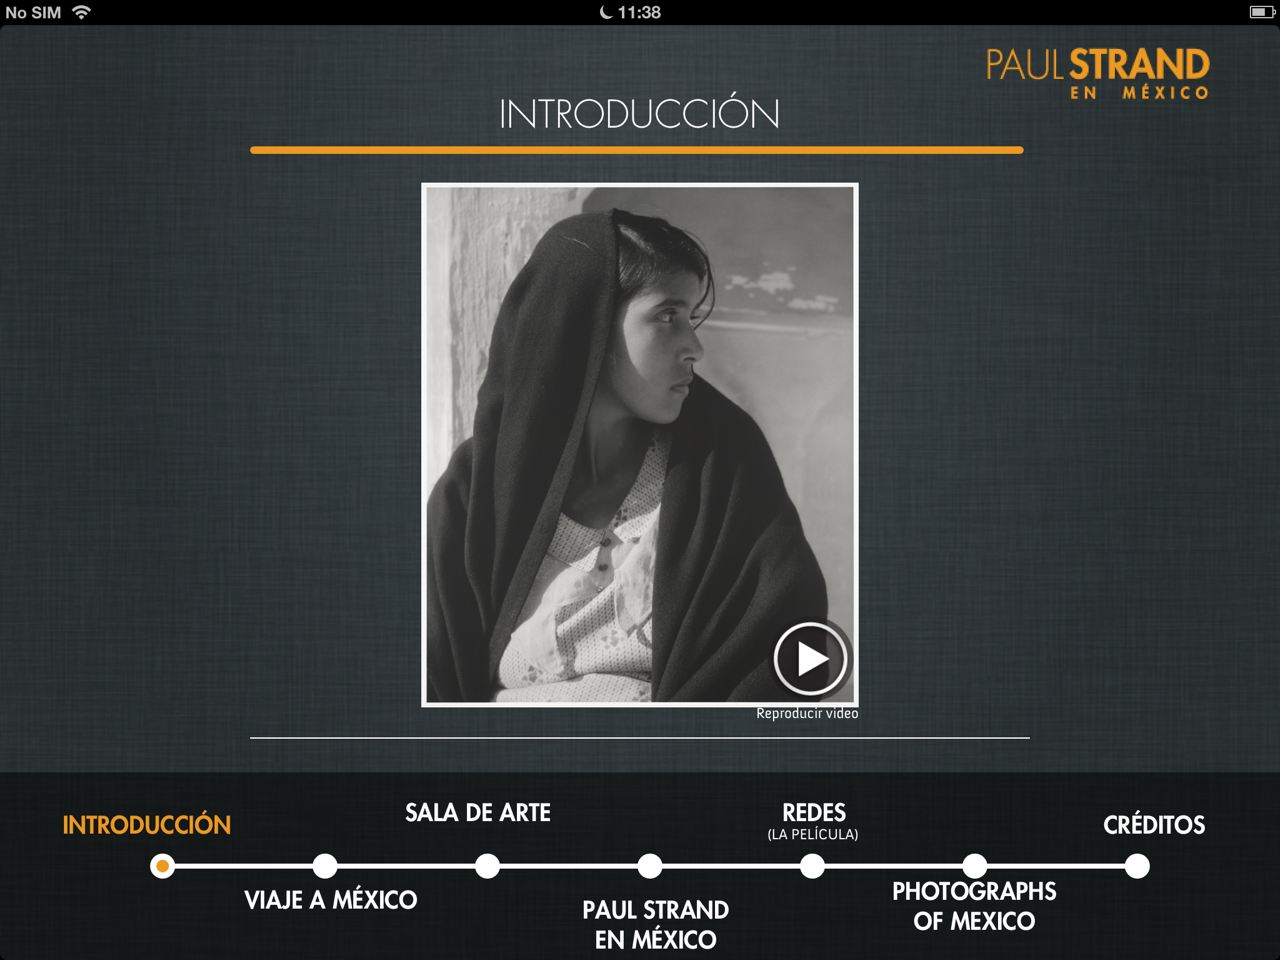 No SIM 11:38
PAUL STRAND
EN MÉXICO
INTRODUCCIÓN
Reproducir video
INTRODUCCIÓN
VIAJE A MÉXICO
SALA DE ARTE
PAUL STRAND
EN MÉXICO
REDES
(LA PELÍCULA)
PHOTOGRAPHS
OF MEXICO
CRÉDITOS